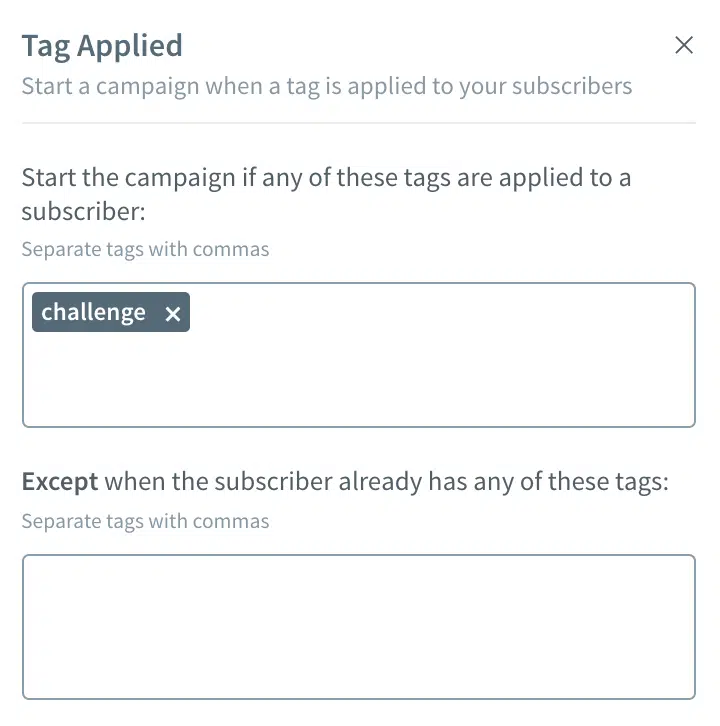 Tag Applied
Start a campaign when a tag is applied to your subscribers
Start the campaign if any of these tags are applied to a
subscriber:
Separate tags with commas
challenge
Except when the subscriber already has any of these tags:
Separate tags with commas